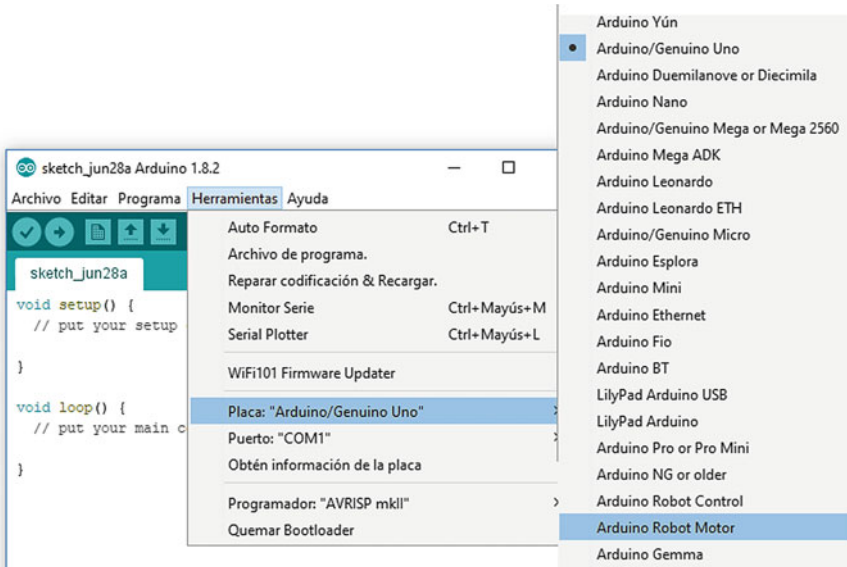 sketch_jun28a Arduino 1.8.2
Archivo Editar Programa Herramientas Ayuda
sketch_jun28a
void setup() {
// put your setup
}
void loop() {
// put your main c
}
Auto Formato Ctrl+T
Archivo de programa.
Reparar codificación & Recargar.
Monitor Serie Ctrl+Mayús+M
Serial Plotter Ctrl+Mayús+L
WiFi101 Firmware Updater
Placa: "Arduino/Genuino Uno"
Puerto: "COM1"
Obtén información de la placa
Programador: "AVRISP mkII"
Quemar Bootloader
Arduino Yún
Arduino/Genuino Uno
Arduino Duemilanove or Diecimila
Arduino Nano
Arduino/Genuino Mega or Mega 2560
Arduino Mega ADK
Arduino Leonardo
Arduino Leonardo ETH
Arduino/Genuino Micro
Arduino Esplora
Arduino Mini
Arduino Ethernet
Arduino Fio
Arduino BT
LilyPad Arduino USB
LilyPad Arduino
Arduino Pro or Pro Mini
Arduino NG or older
Arduino Robot Control
Arduino Robot Motor
Arduino Gemma